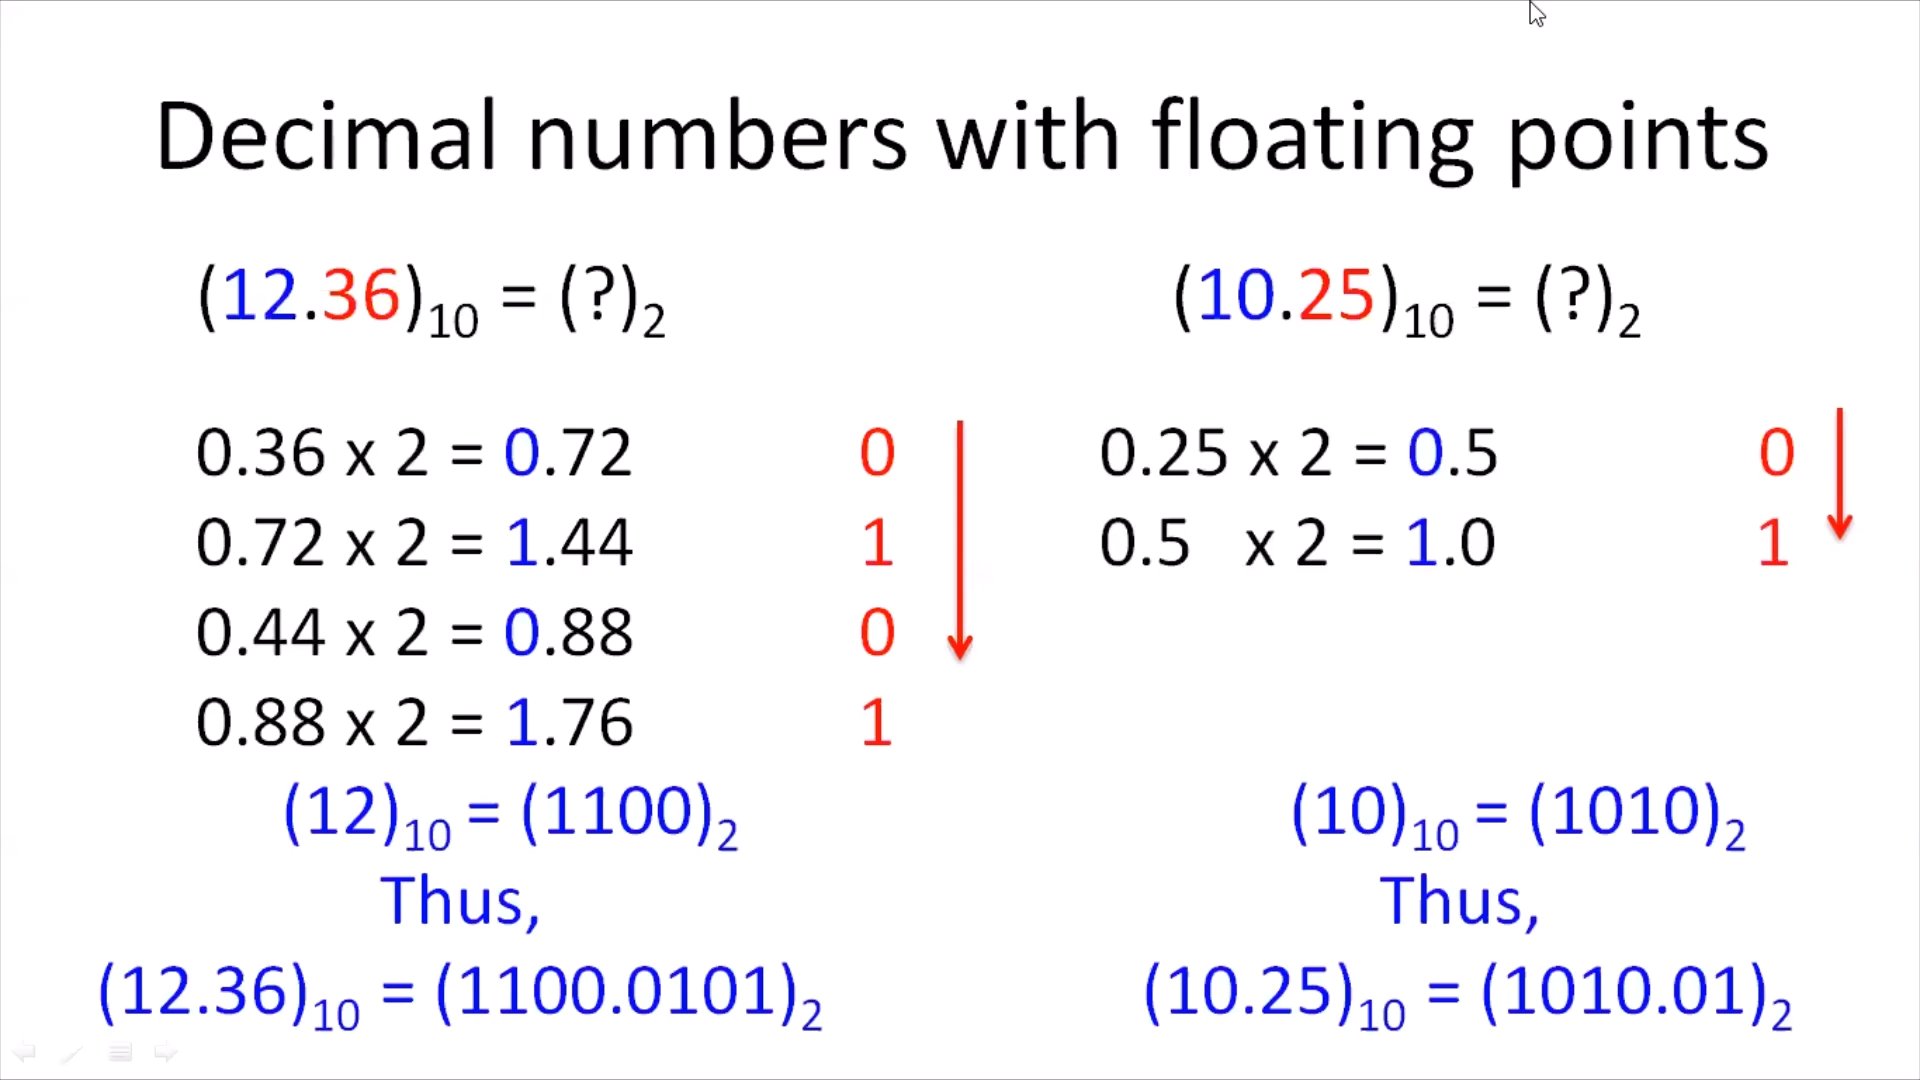 Decimal numbers with floating points
(12.36)₁₀ = (?)₂
0.36 x 2 = 0.72 0
0.72 x 2 = 1.44 1
0.44 x 2 = 0.88 0
0.88 x 2 = 1.76 1
(12)₁₀ = (1100)₂
Thus,
(12.36)₁₀ = (1100.0101)₂
(10.25)₁₀ = (?)₂
0.25 x 2 = 0.5 0
0.5 x 2 = 1.0 1
(10)₁₀ = (1010)₂
Thus,
(10.25)₁₀ = (1010.01)₂